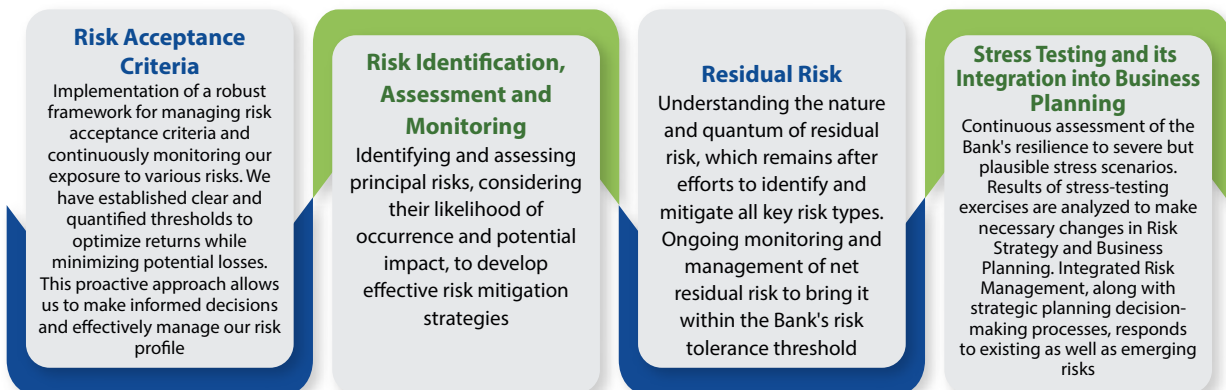 Risk Acceptance
Criteria
Implementation of a robust
framework for managing risk
acceptance criteria and
continuously monitoring our
exposure to various risks. We
have established clear and
quantified thresholds to
optimize returns while
minimizing potential losses.
This proactive approach allows
us to make informed decisions
and effectively manage our risk
profile
Risk Identification,
Assessment and
Monitoring
Identifying and assessing
principal risks, considering
their likelihood of
occurrence and potential
impact, to develop
effective risk mitigation
strategies
Residual Risk
Understanding the nature
and quantum of residual
risk, which remains after
efforts to identify and
mitigate all key risk types.
Ongoing monitoring and
management of net
residual risk to bring it
within the Bank's risk
tolerance threshold
Stress Testing and its
Integration into Business
Planning
Continuous assessment of the
Bank's resilience to severe but
plausible stress scenarios.
Results of stress-testing
exercises are analyzed to make
necessary changes in Risk
Strategy and Business
Planning. Integrated Risk
Management, along with
strategic planning decision-
making processes, responds
to existing as well as emerging
risks